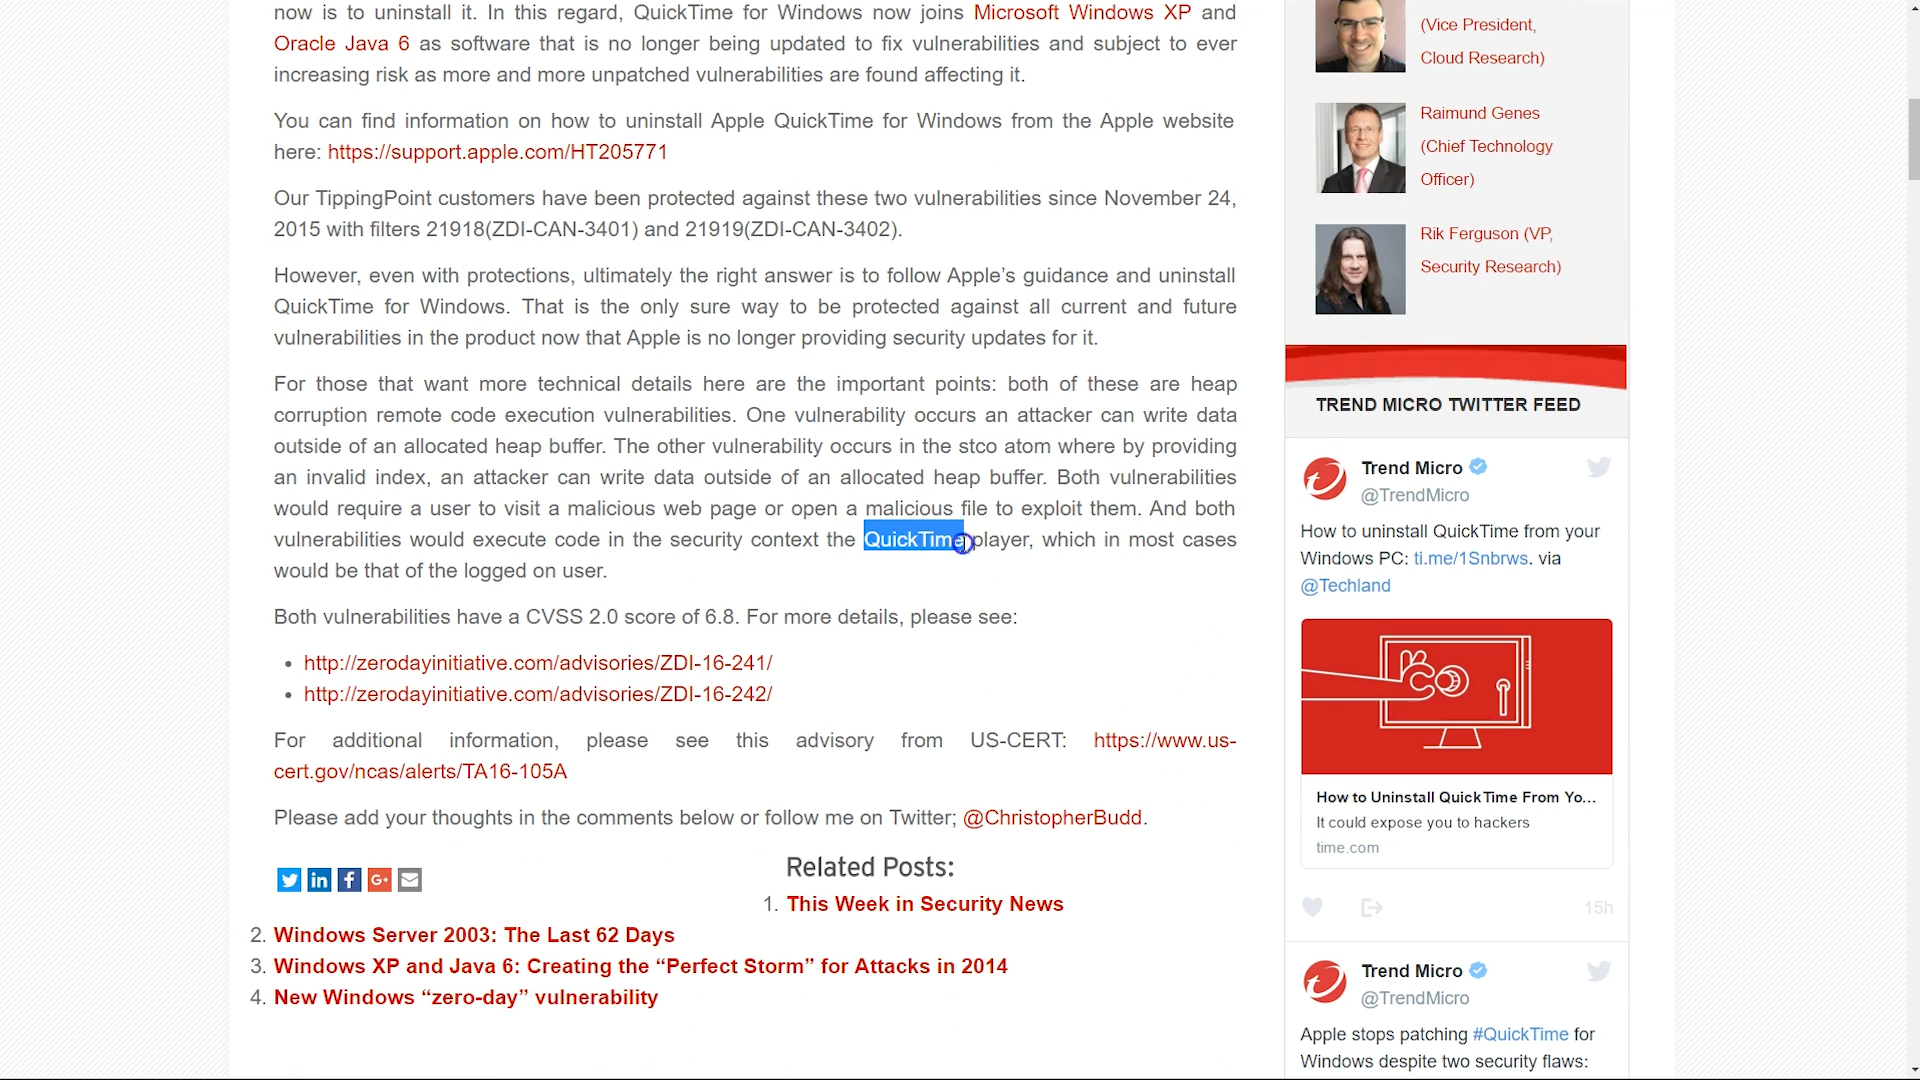 now is to uninstall it. In this regard, QuickTime for Windows now joins Microsoft Windows XP and
Oracle Java 6 as software that is no longer being updated to fix vulnerabilities and subject to ever
increasing risk as more and more unpatched vulnerabilities are found affecting it.
You can find information on how to uninstall Apple QuickTime for Windows from the Apple website
here: https://support.apple.com/HT205771
Our TippingPoint customers have been protected against these two vulnerabilities since November 24,
2015 with filters 21918(ZDI-CAN-3401) and 21919(ZDI-CAN-3402).
However, even with protections, ultimately the right answer is to follow Apple’s guidance and uninstall
QuickTime for Windows. That is the only sure way to be protected against all current and future
vulnerabilities in the product now that Apple is no longer providing security updates for it.
For those that want more technical details here are the important points: both of these are heap
corruption remote code execution vulnerabilities. One vulnerability occurs an attacker can write data
outside of an allocated heap buffer. The other vulnerability occurs in the stco atom where by providing
an invalid index, an attacker can write data outside of an allocated heap buffer. Both vulnerabilities
would require a user to visit a malicious web page or open a malicious file to exploit them. And both
vulnerabilities would execute code in the security context the QuickTime player, which in most cases
would be that of the logged on user.
Both vulnerabilities have a CVSS 2.0 score of 6.8. For more details, please see:
http://zerodayinitiative.com/advisories/ZDI-16-241/
http://zerodayinitiative.com/advisories/ZDI-16-242/
For additional information, please see this advisory from US-CERT: https://www.us-
cert.gov/ncas/alerts/TA16-105A
Please add your thoughts in the comments below or follow me on Twitter; @ChristopherBudd.
Related Posts:
1. This Week in Security News
2. Windows Server 2003: The Last 62 Days
3. Windows XP and Java 6: Creating the “Perfect Storm” for Attacks in 2014
4. New Windows “zero-day” vulnerability
(Vice President,
Cloud Research)
Raimund Genes
(Chief Technology
Officer)
Rik Ferguson (VP,
Security Research)
TREND MICRO TWITTER FEED
Trend Micro
@TrendMicro
How to uninstall QuickTime from your
Windows PC: ti.me/1Snbrws. via
@Techland
How to Uninstall QuickTime From Yo...
It could expose you to hackers
time.com
15h
Trend Micro
@TrendMicro
Apple stops patching #QuickTime for
Windows despite two security flaws: